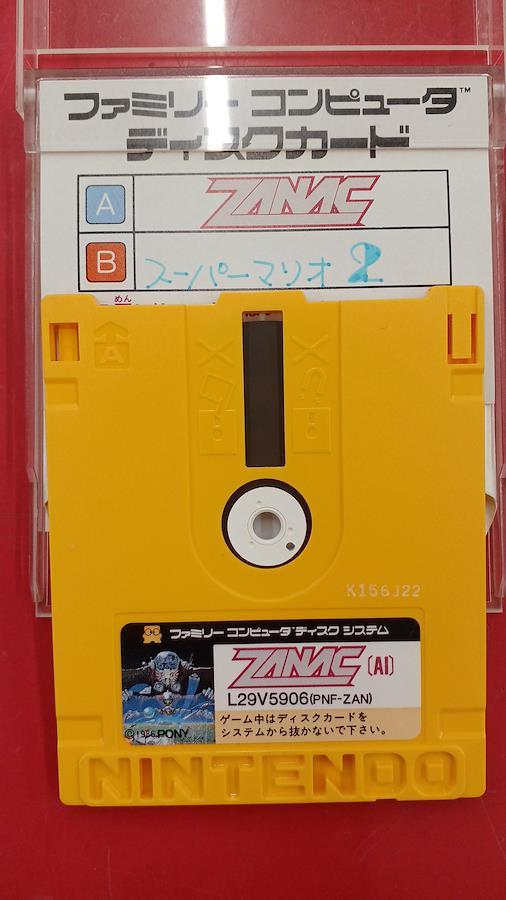 ファミリー コンピュータ™
ディスクカード
A ZANAC
B スーパーマリオ 2
めん
A
K156J22
ファミリー コンピュータ ディスク システム
ZANAC (AI)
L29V5906(PNF-ZAN)
©1986 PONY
ゲーム中はディスクカードを
システムから抜かないで下さい。
NINTENDO